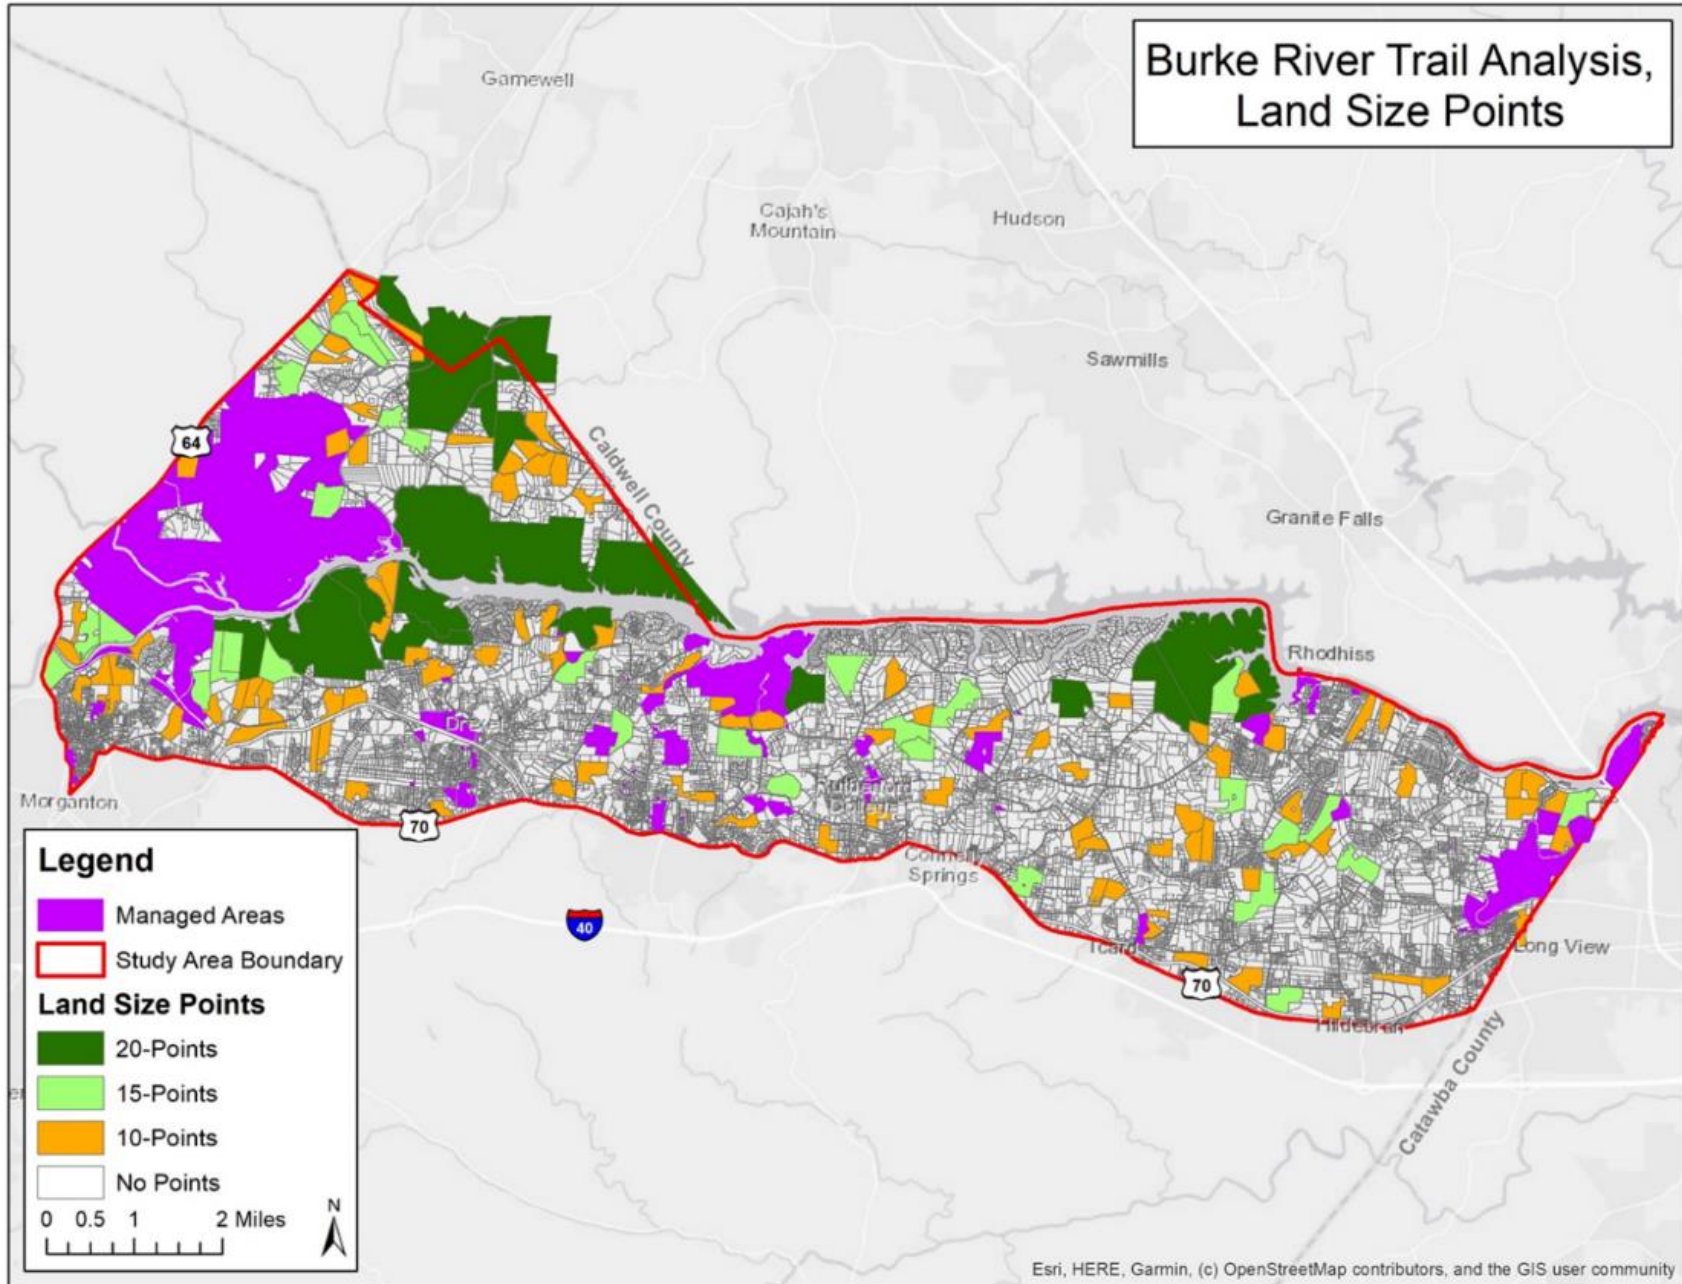 Burke River Trail Analysis,
Land Size Points
Gamewell
Cajah's
Mountain
Hudson
Sawmills
64
Caldwell County
Granite Falls
Rhodhiss
Morganton
70
Rutherford
Connelly
Springs
40
Icard
Long View
70
Hildebran
Catawba County
Legend
Managed Areas
Study Area Boundary
Land Size Points
20-Points
15-Points
10-Points
No Points
0 0.5 1 2 Miles
N
Esri, HERE, Garmin, (c) OpenStreetMap contributors, and the GIS user community